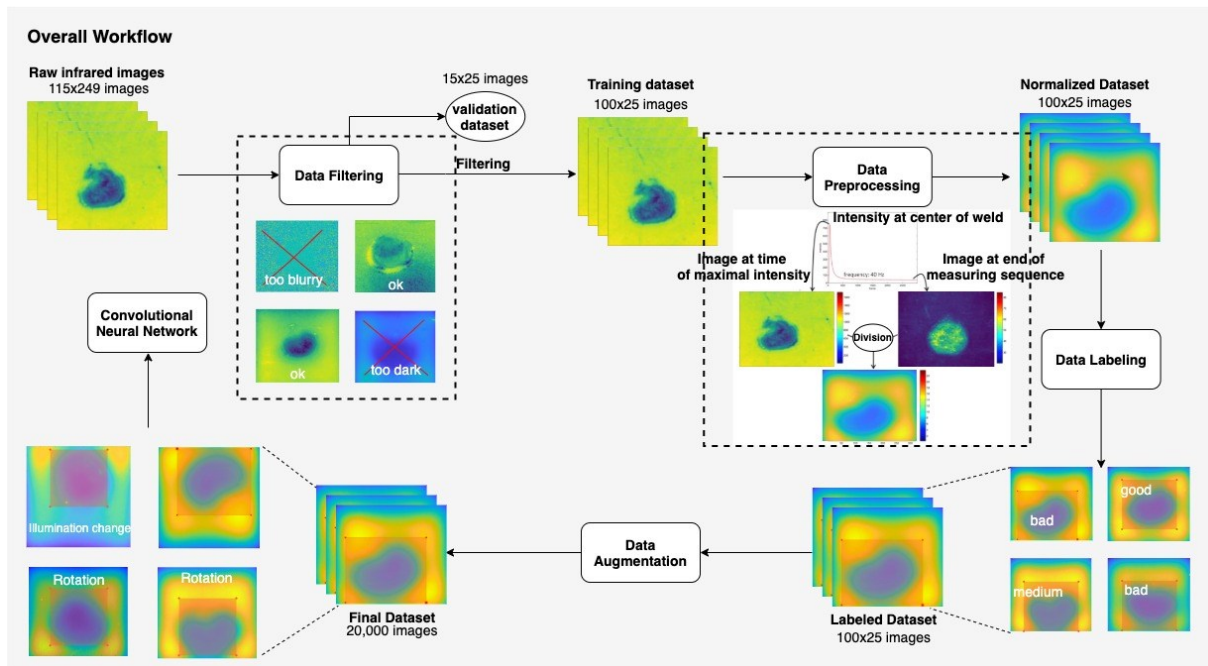 Overall Workflow
Raw infrared images
115x249 images
15x25 images
validation
dataset
Data Filtering
Filtering
too blurry
ok
ok
too dark
Training dataset
100x25 images
Data
Preprocessing
Intensity at center of weld
Image at time
of maximal intensity
frequency: 40 Hz
Image at end of
measuring sequence
Division
Normalized Dataset
100x25 images
Data Labeling
bad
good
medium
bad
Labeled Dataset
100x25 images
Data
Augmentation
Final Dataset
20,000 images
Illumination change
Rotation
Rotation
Convolutional
Neural Network